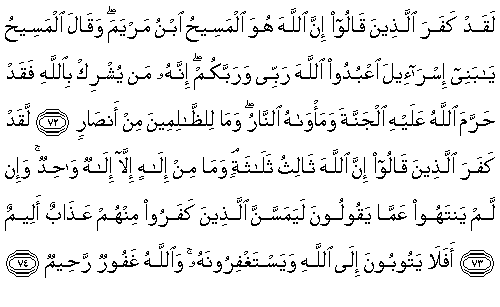 لَقَدْ كَفَرَ ٱلَّذِينَ قَالُوٓا۟ إِنَّ ٱللَّهَ هُوَ ٱلْمَسِيحُ ٱبْنُ مَرْيَمَ ۖ وَقَالَ ٱلْمَسِيحُ
يَـٰبَنِىٓ إِسْرَٰٓءِيلَ ٱعْبُدُوا۟ ٱللَّهَ رَبِّى وَرَبَّكُمْ ۖ إِنَّهُۥ مَن يُشْرِكْ بِٱللَّهِ فَقَدْ
حَرَّمَ ٱللَّهُ عَلَيْهِ ٱلْجَنَّةَ وَمَأْوَىٰهُ ٱلنَّارُ ۖ وَمَا لِلظَّـٰلِمِينَ مِنْ أَنصَارٍ ﴿٧٢﴾ لَّقَدْ
كَفَرَ ٱلَّذِينَ قَالُوٓا۟ إِنَّ ٱللَّهَ ثَالِثُ ثَلَـٰثَةٍ ۘ وَمَا مِنْ إِلَـٰهٍ إِلَّآ إِلَـٰهٌ وَٰحِدٌ ۚ وَإِن
لَّمْ يَنتَهُوا۟ عَمَّا يَقُولُونَ لَيَمَسَّنَّ ٱلَّذِينَ كَفَرُوا۟ مِنْهُمْ عَذَابٌ أَلِيمٌ
﴿٧٣﴾ أَفَلَا يَتُوبُونَ إِلَى ٱللَّهِ وَيَسْتَغْفِرُونَهُۥ ۚ وَٱللَّهُ غَفُورٌ رَّحِيمٌ ﴿٧٤﴾